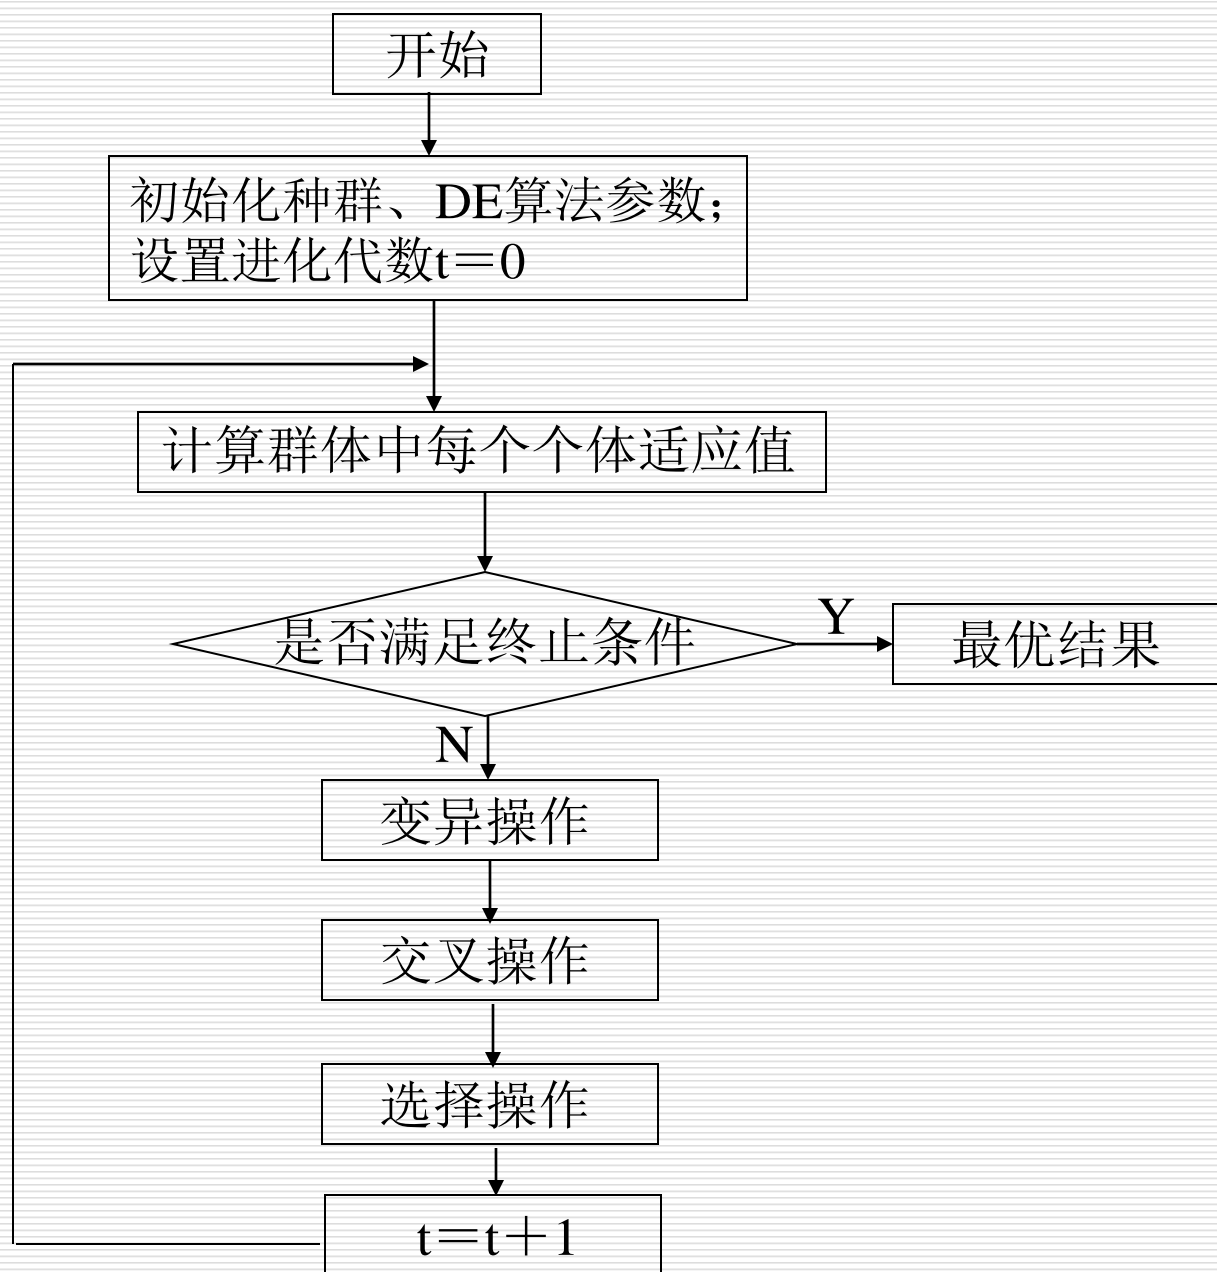 开始
初始化种群、DE算法参数;
设置进化代数t＝0
计算群体中每个个体适应值
是否满足终止条件
Y
最优结果
N
变异操作
交叉操作
选择操作
t＝t＋1